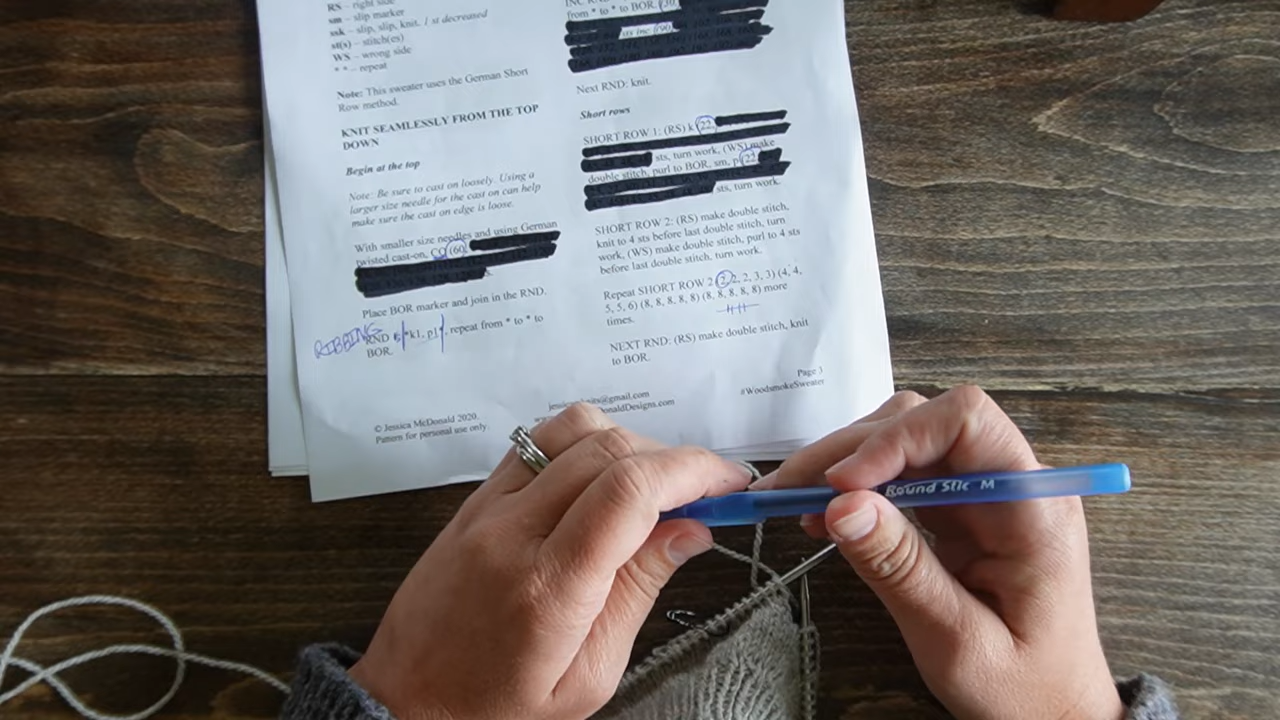 RS – right side
sm – slip marker
ssk – slip, slip, knit. 1 st decreased
st(s) – stitch(es)
WS – wrong side
* * – repeat
Note: This sweater uses the German Short
Row method.
KNIT SEAMLESSLY FROM THE TOP
DOWN
Begin at the top
Note: Be sure to cast on loosely. Using a
larger size needle for the cast on can help
make sure the cast on edge is loose.
With smaller size needles and using German
twisted cast-on, CO (60,
s.
Place BOR marker and join in the RND.
RIBBING
RND *k1, p1*, repeat from * to * to
BOR.
© Jessica McDonald 2020.
Pattern for personal use only.
from * to * to BOR.
sts inc (90,
Next RND: knit.
Short rows
SHORT ROW 1: (RS) k (22,
sts, turn work, (WS) make
double stitch, purl to BOR, sm, p (22,
sts, turn work.
SHORT ROW 2: (RS) make double stitch,
knit to 4 sts before last double stitch, turn
work, (WS) make double stitch, purl to 4 sts
before last double stitch, turn work.
Repeat SHORT ROW 2 (2, 2, 2, 3, 3) (4, 4,
5, 5, 6) (8, 8, 8, 8, 8) (8, 8, 8, 8, 8) more
times.
NEXT RND: (RS) make double stitch, knit
to BOR.
Page 3
#WoodsmokeSweater
@gmail.com
Designs.com
Round Stic M